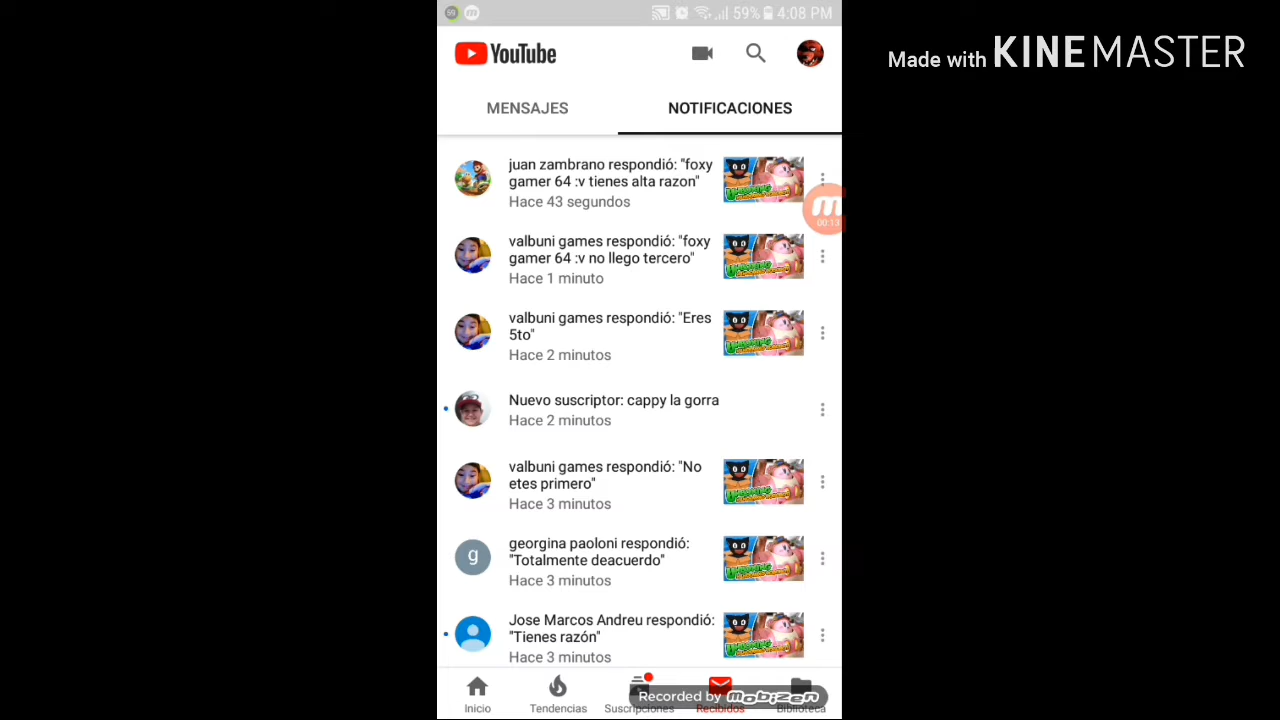 59 m 59% 4:08 PM
Made with KINEMASTER
YouTube
MENSAJES NOTIFICACIONES
juan zambrano respondió: "foxy
gamer 64 :v tienes alta razon"
Hace 43 segundos
00:13
valbuni games respondió: "foxy
gamer 64 :v no llego tercero"
Hace 1 minuto
valbuni games respondió: "Eres
5to"
Hace 2 minutos
Nuevo suscriptor: cappy la gorra
Hace 2 minutos
valbuni games respondió: "No
etes primero"
Hace 3 minutos
g
georgina paoloni respondió:
"Totalmente deacuerdo"
Hace 3 minutos
Jose Marcos Andreu respondió:
"Tienes razón"
Hace 3 minutos
Recorded by mobizen
Inicio Tendencias Suscripciones Recibidos Biblioteca